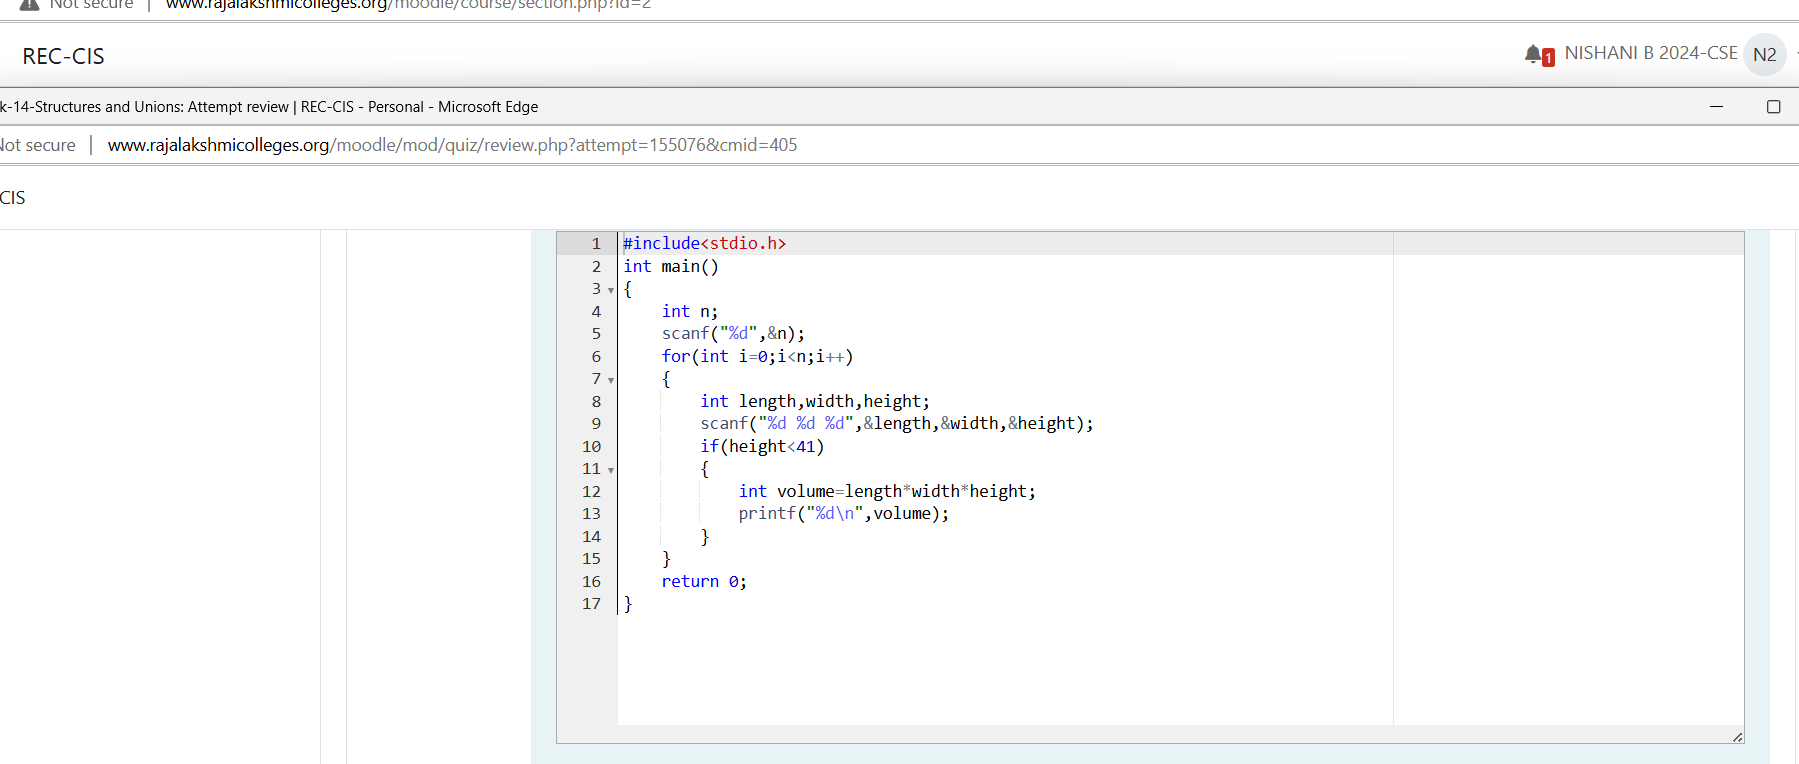 Not secure | www.rajalakshmicolleges.org/moodle/course/section.php?id=2
REC-CIS
1 NISHANI B 2024-CSE N2
k-14-Structures and Unions: Attempt review | REC-CIS - Personal - Microsoft Edge
Not secure | www.rajalakshmicolleges.org/moodle/mod/quiz/review.php?attempt=155076&cmid=405
CIS
1 #include<stdio.h>
2 int main()
3 {
4     int n;
5     scanf("%d",&n);
6     for(int i=0;i<n;i++)
7     {
8         int length,width,height;
9         scanf("%d %d %d",&length,&width,&height);
10         if(height<41)
11         {
12             int volume=length*width*height;
13             printf("%d\n",volume);
14         }
15     }
16     return 0;
17 }